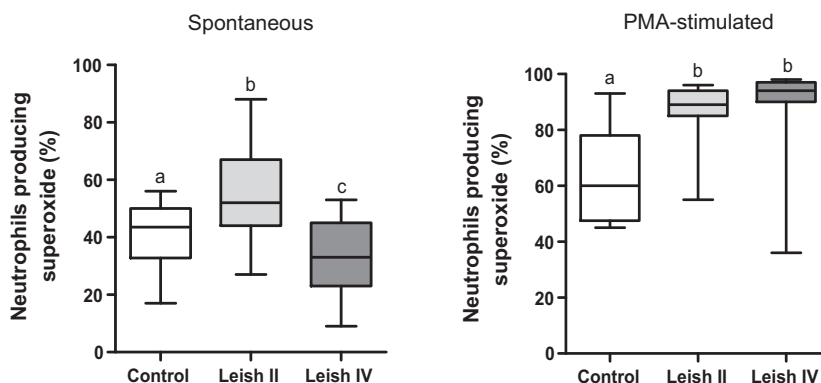 Spontaneous
Neutrophils producing
superoxide (%)
100
80
60
40
20
0
a
b
c
Control
Leish II
Leish IV
PMA-stimulated
Neutrophils producing
superoxide (%)
100
80
60
40
20
0
a
b
b
Control
Leish II
Leish IV